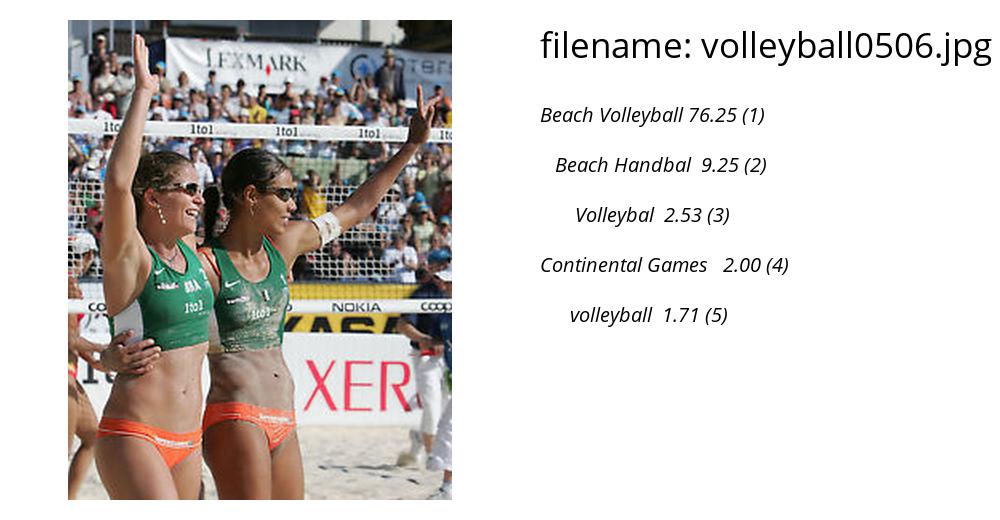 filename: volleyball0506.jpg
Beach Volleyball 76.25 (1)
Beach Handbal 9.25 (2)
Volleybal 2.53 (3)
Continental Games 2.00 (4)
volleyball 1.71 (5)
LEXMARK
1to1 1to1 1to1 1to1
BRA
1to1
1to1
NOKIA
XER